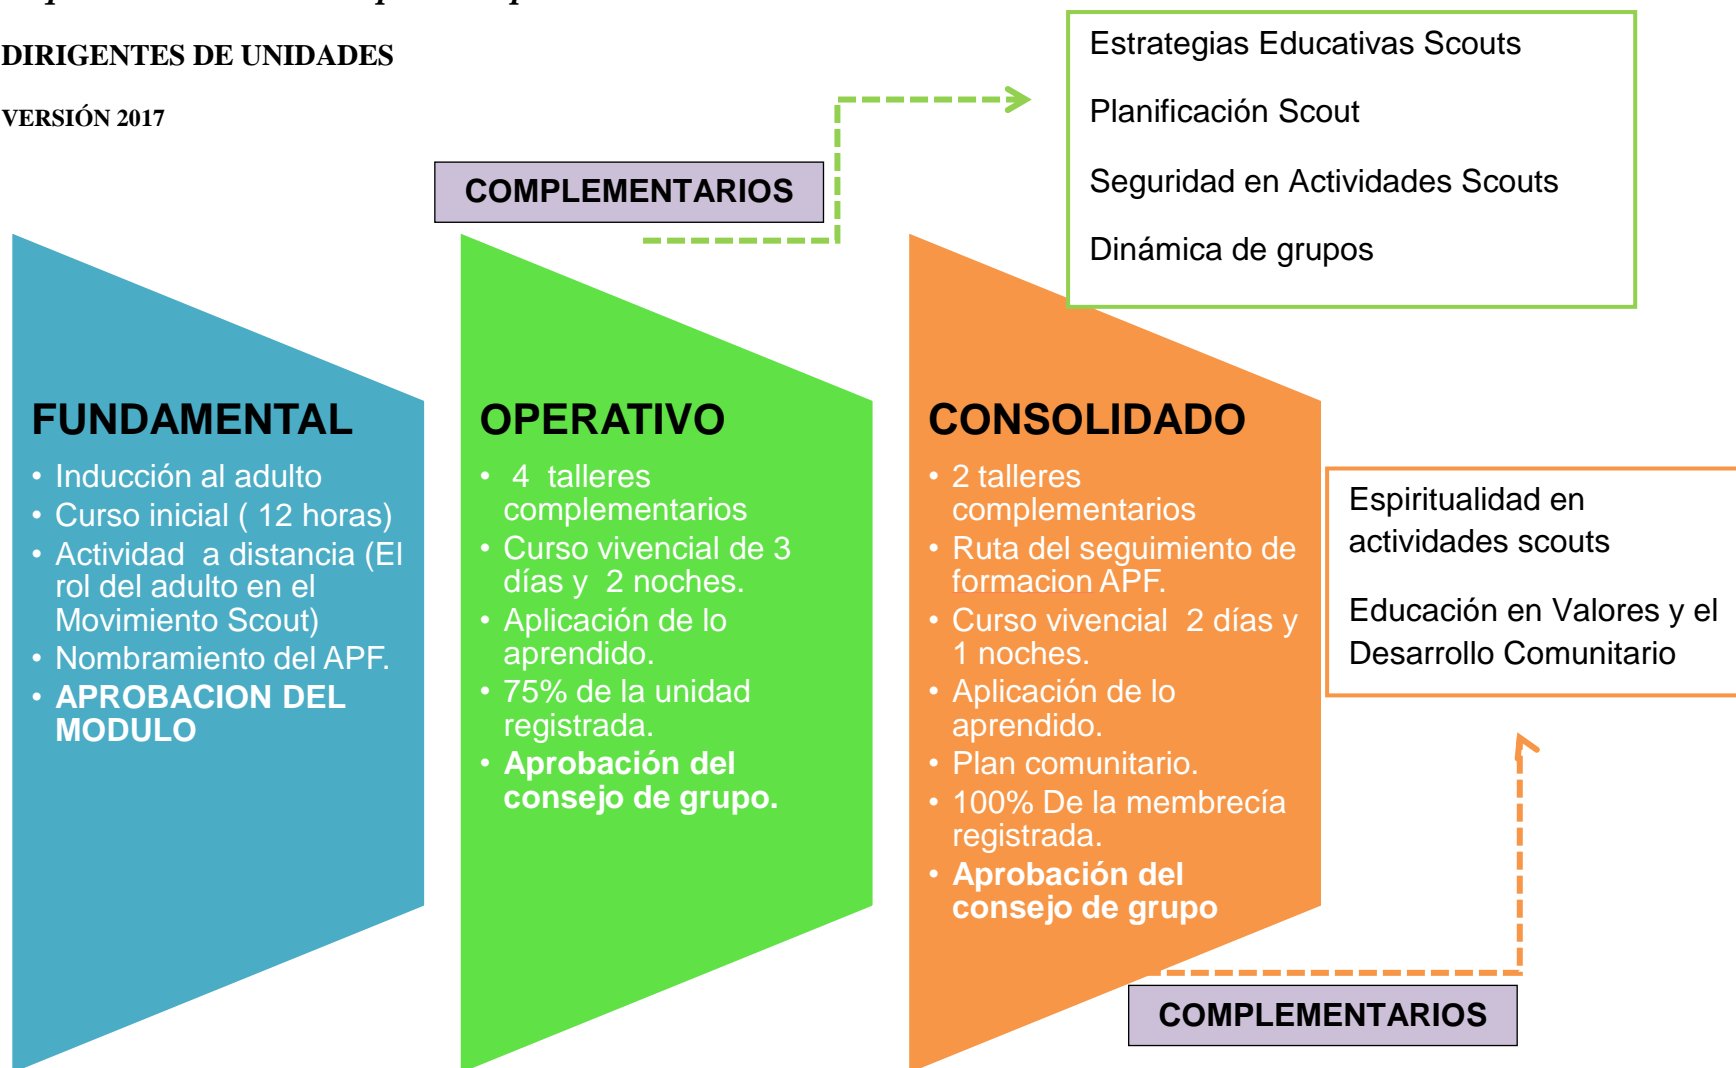 DIRIGENTES DE UNIDADES
VERSIÓN 2017
COMPLEMENTARIOS
Estrategias Educativas Scouts
Planificación Scout
Seguridad en Actividades Scouts
Dinámica de grupos
FUNDAMENTAL
• Inducción al adulto
• Curso inicial ( 12 horas)
• Actividad a distancia (El
rol del adulto en el
Movimiento Scout)
• Nombramiento del APF.
• APROBACION DEL
MODULO
OPERATIVO
• 4 talleres
complementarios
• Curso vivencial de 3
días y 2 noches.
• Aplicación de lo
aprendido.
• 75% de la unidad
registrada.
• Aprobación del
consejo de grupo.
CONSOLIDADO
• 2 talleres
complementarios
• Ruta del seguimiento de
formacion APF.
• Curso vivencial 2 días y
1 noches.
• Aplicación de lo
aprendido.
• Plan comunitario.
• 100% De la membrecía
registrada.
• Aprobación del
consejo de grupo
Espiritualidad en
actividades scouts
Educación en Valores y el
Desarrollo Comunitario
COMPLEMENTARIOS